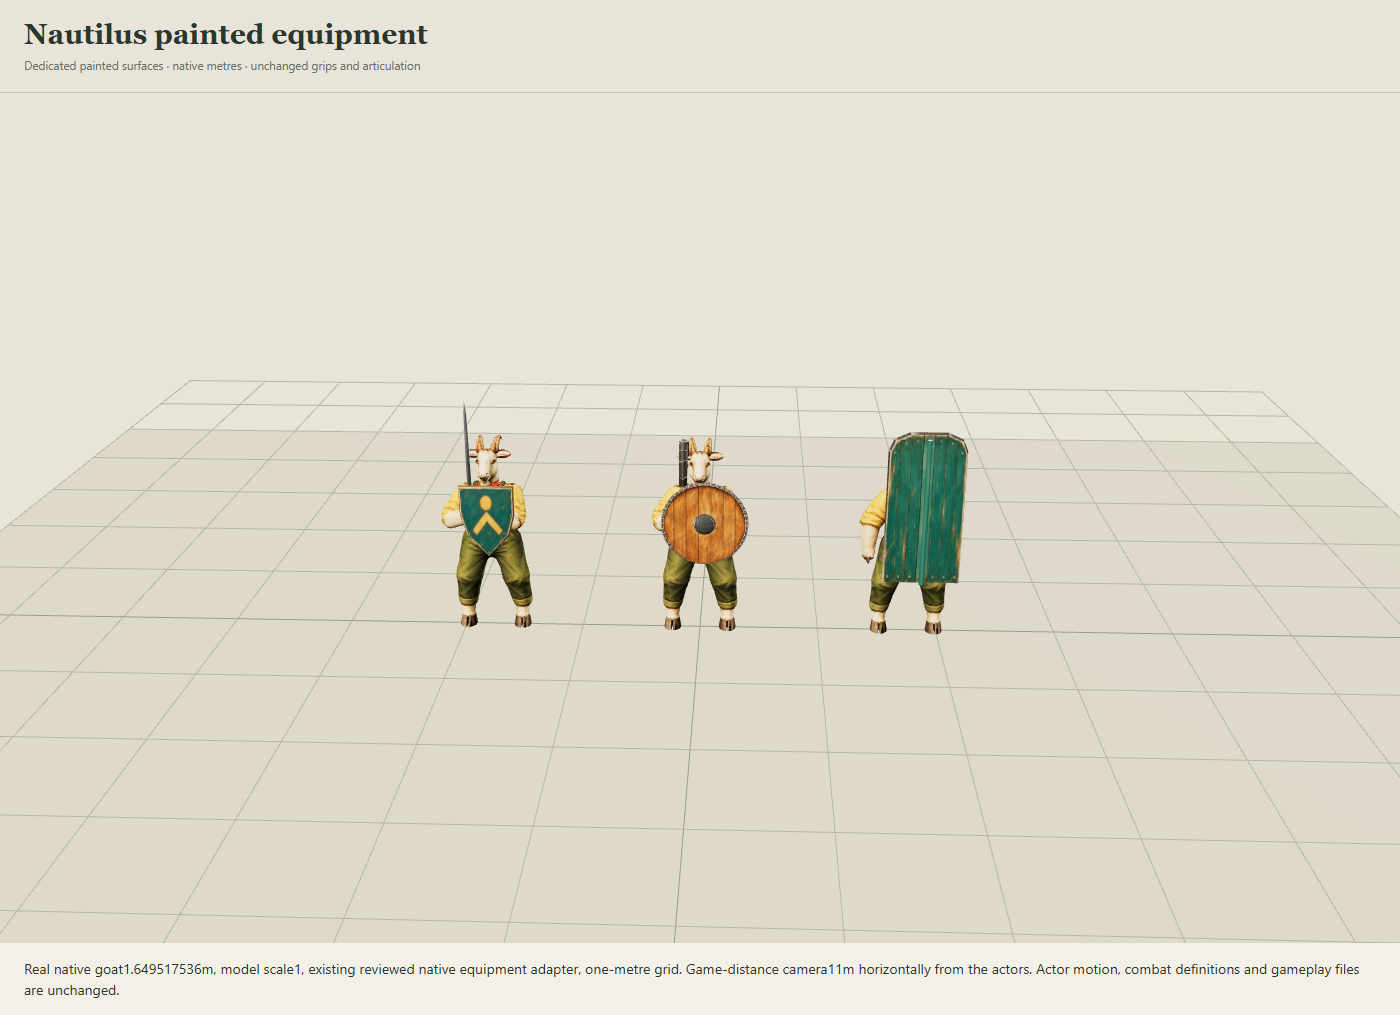 Nautilus painted equipment
Dedicated painted surfaces · native metres · unchanged grips and articulation
Real native goat1.649517536m, model scale1, existing reviewed native equipment adapter, one-metre grid. Game-distance camera11m horizontally from the actors. Actor motion, combat definitions and gameplay files
are unchanged.